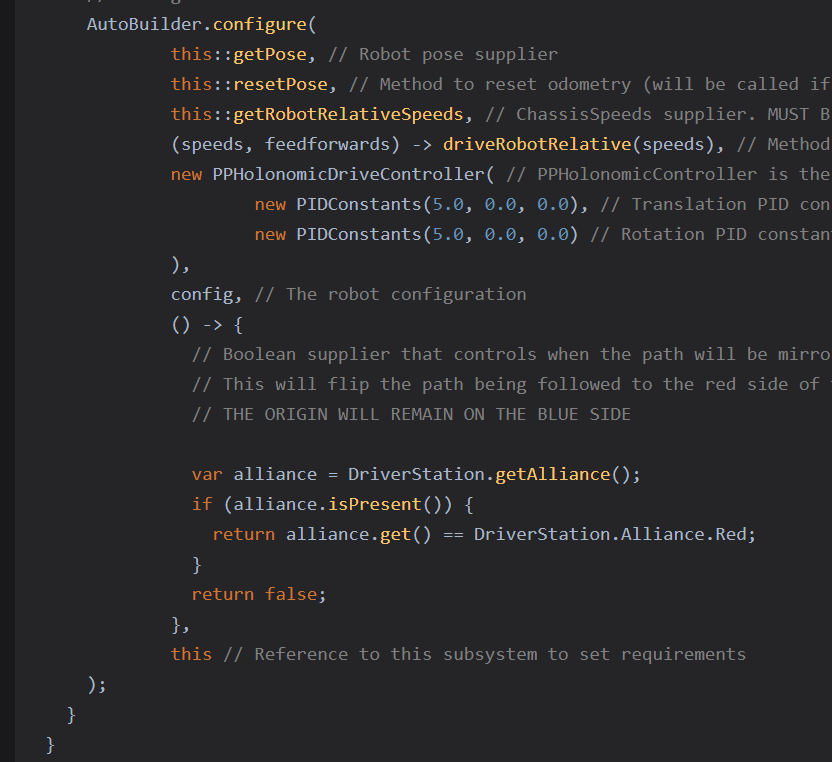 AutoBuilder.configure(
this::getPose, // Robot pose supplier
this::resetPose, // Method to reset odometry (will be called if
this::getRobotRelativeSpeeds, // ChassisSpeeds supplier. MUST B
(speeds, feedforwards) -> driveRobotRelative(speeds), // Method
new PPHolonomicDriveController( // PPHolonomicController is the
new PIDConstants(5.0, 0.0, 0.0), // Translation PID con
new PIDConstants(5.0, 0.0, 0.0) // Rotation PID constan
),
config, // The robot configuration
() -> {
// Boolean supplier that controls when the path will be mirro
// This will flip the path being followed to the red side of
// THE ORIGIN WILL REMAIN ON THE BLUE SIDE
var alliance = DriverStation.getAlliance();
if (alliance.isPresent()) {
return alliance.get() == DriverStation.Alliance.Red;
}
return false;
},
this // Reference to this subsystem to set requirements
);
}
}